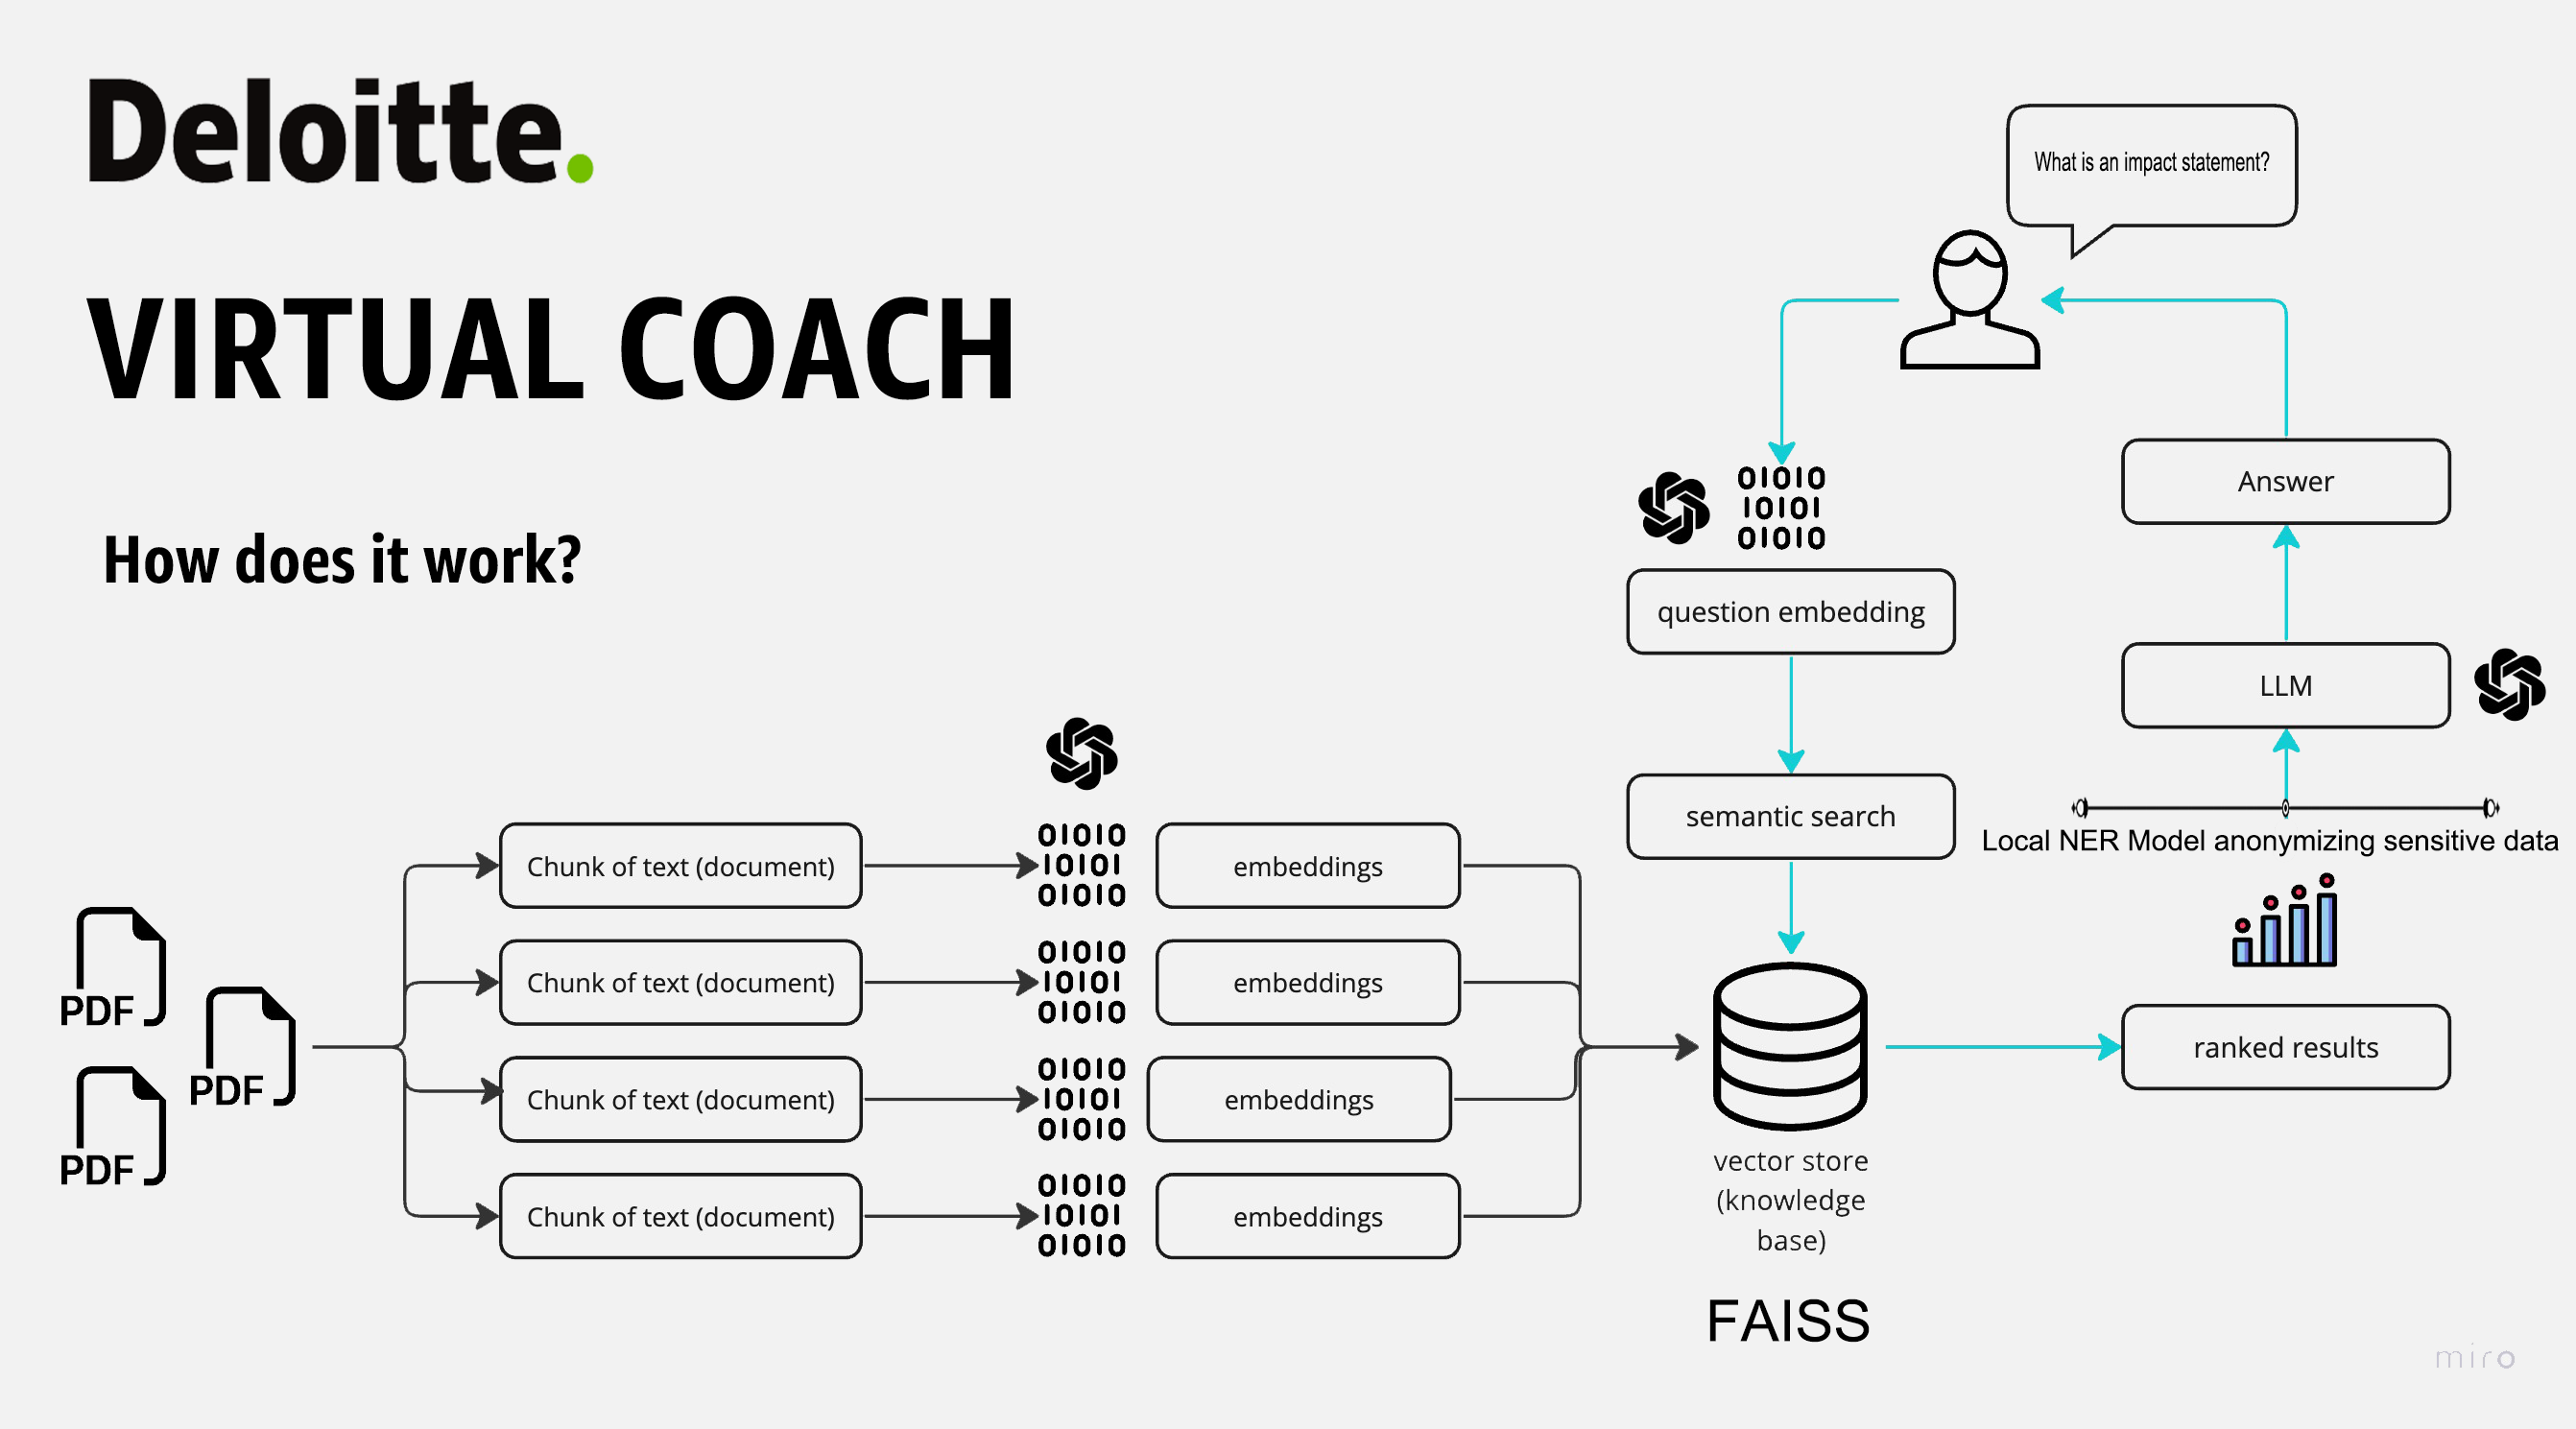 Deloitte.
VIRTUAL COACH
How does it work?
What is an impact statement?
01010
10101
01010
question embedding
semantic search
Answer
LLM
Local NER Model anonymizing sensitive data
ranked results
PDF
PDF
PDF
Chunk of text (document)
01010
10101
01010
embeddings
Chunk of text (document)
01010
10101
01010
embeddings
Chunk of text (document)
01010
10101
01010
embeddings
Chunk of text (document)
01010
10101
01010
embeddings
vector store
(knowledge
base)
FAISS
miro